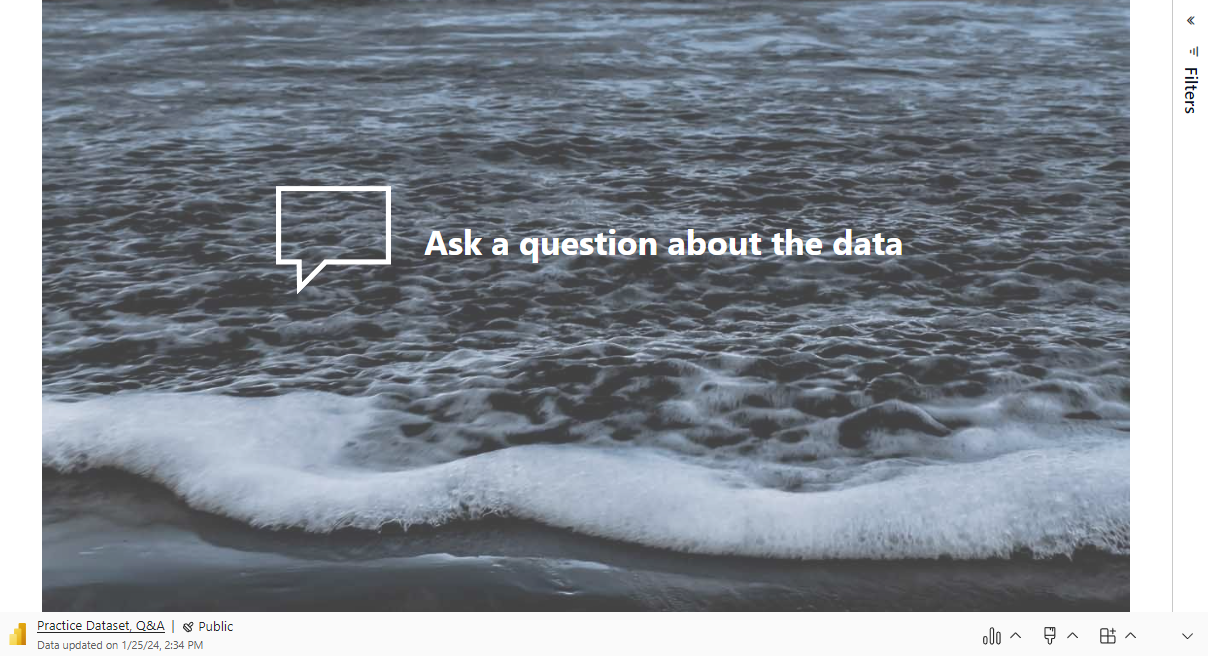 Filters
Ask a question about the data
Practice Dataset, Q&A | Public
Data updated on 1/25/24, 2:34 PM